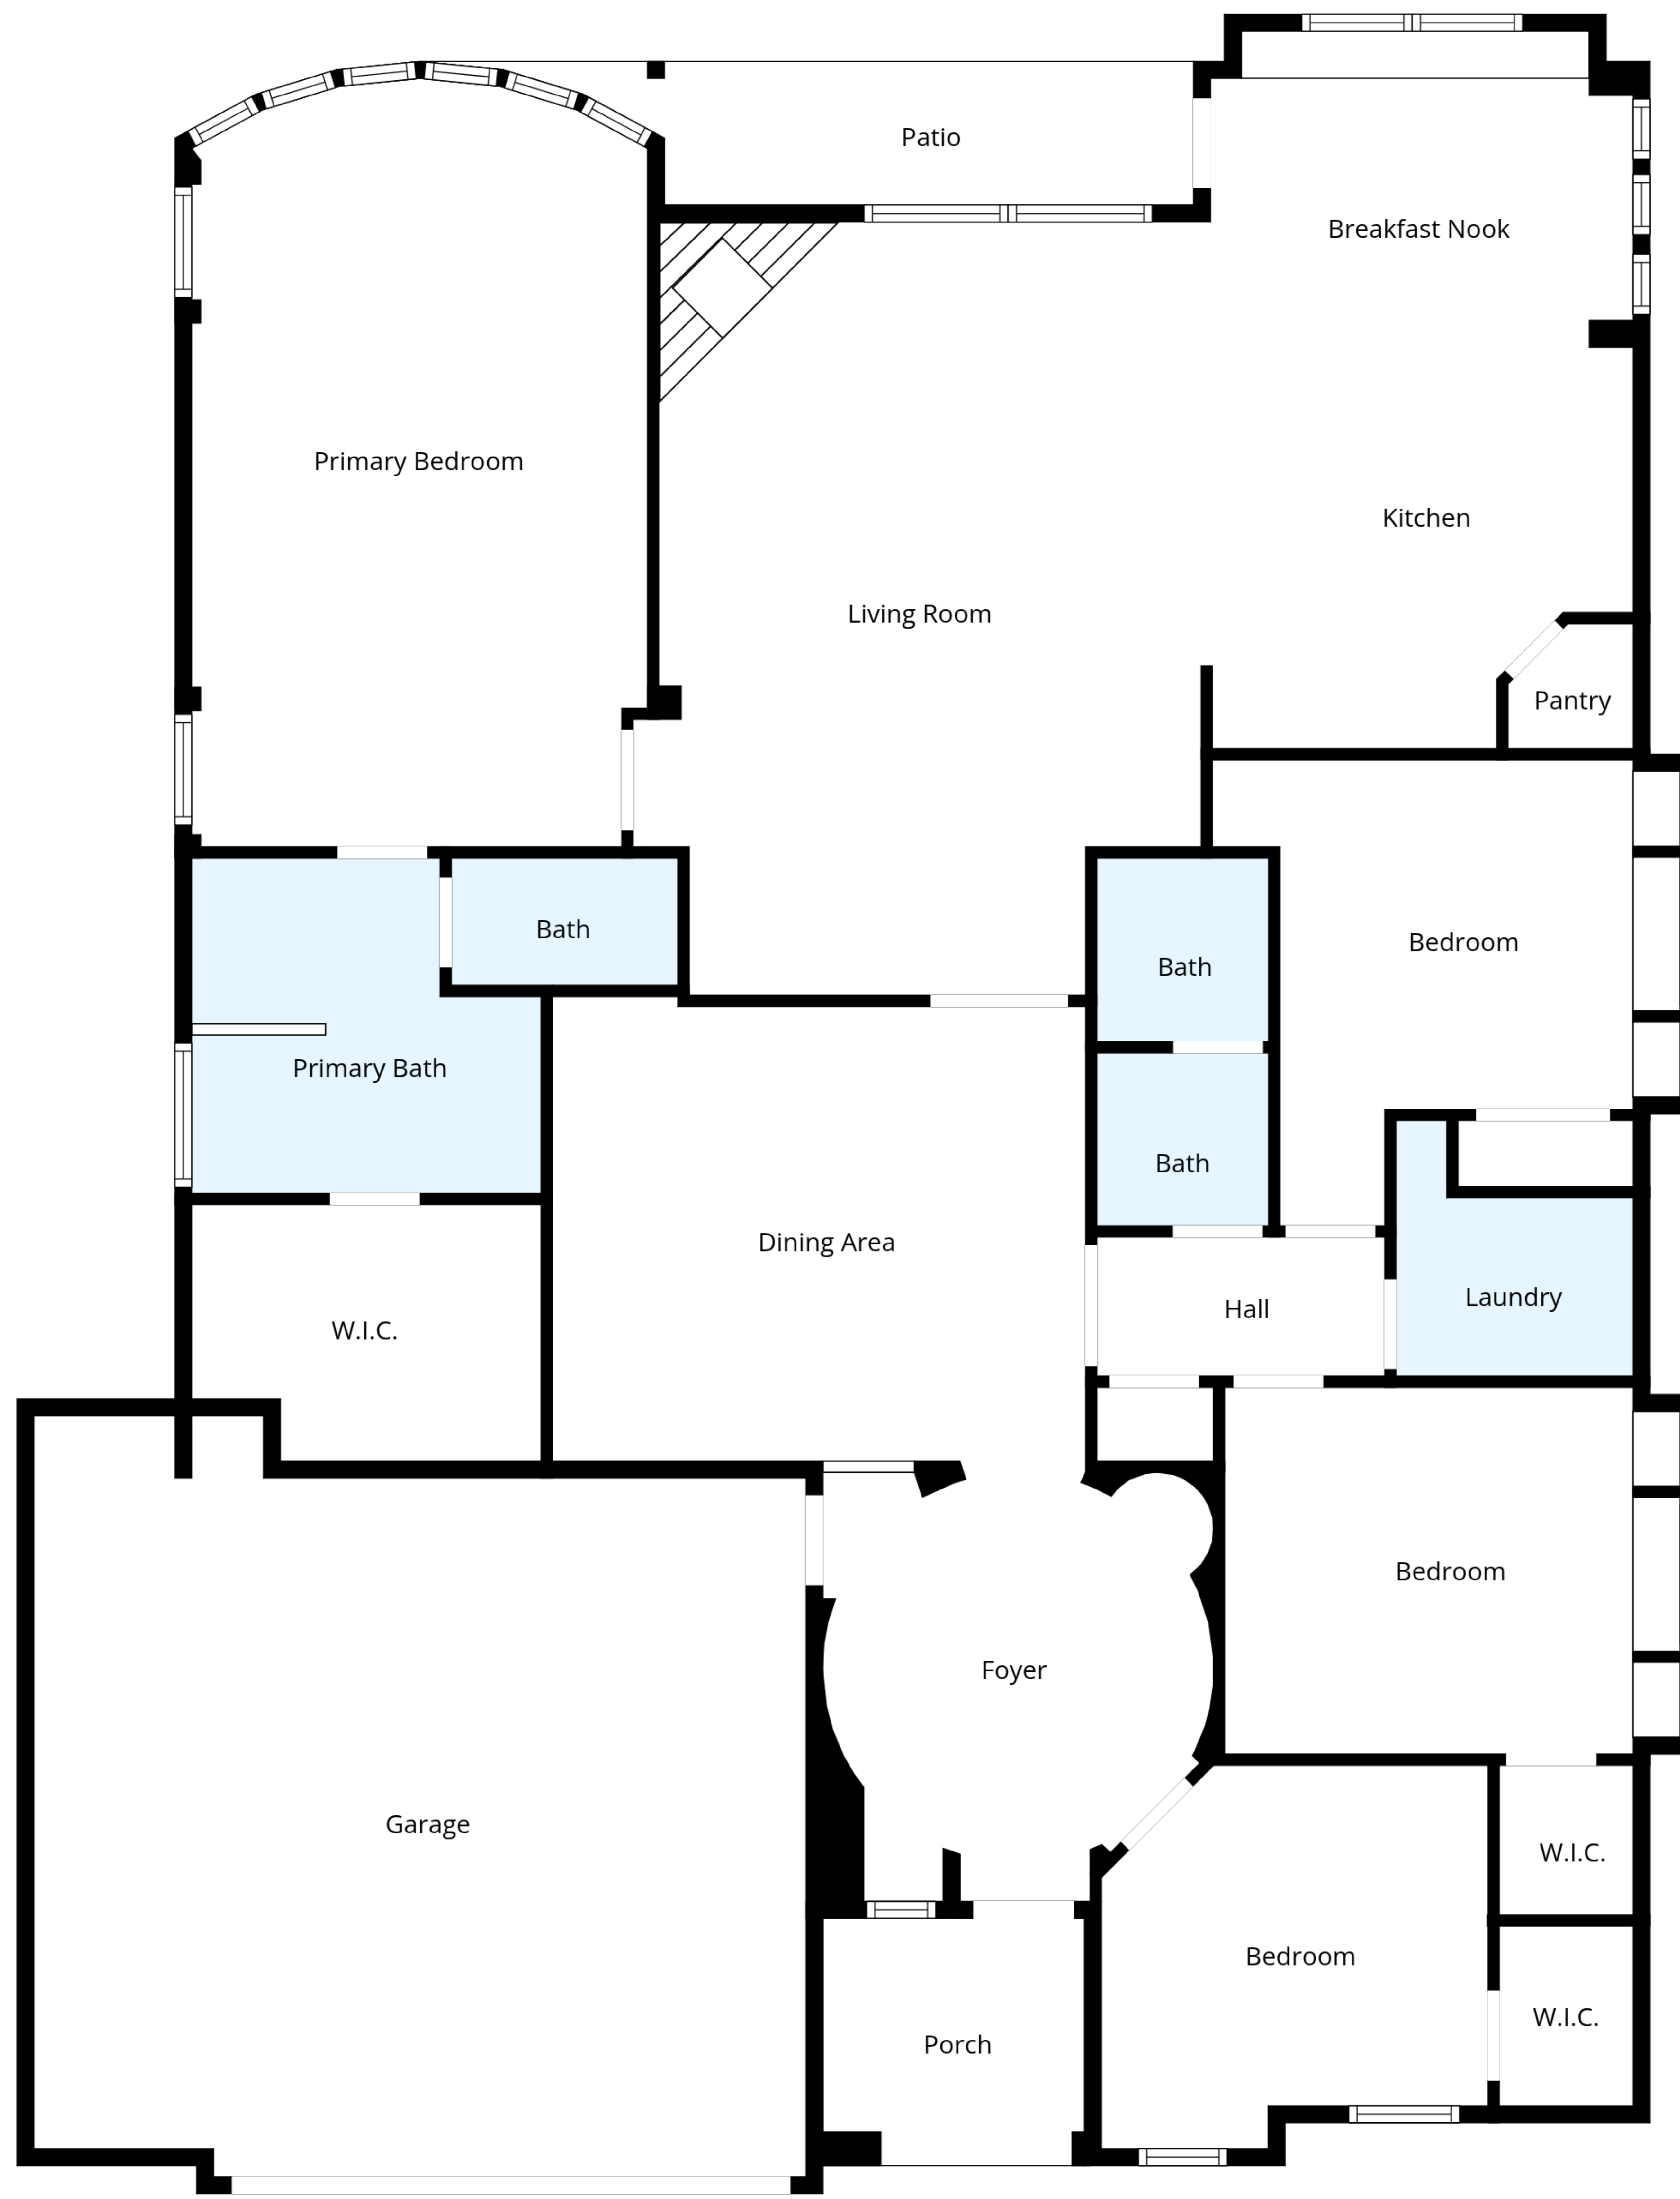 Patio
Breakfast Nook
Primary Bedroom
Kitchen
Living Room
Pantry
Bath
Bedroom
Bath
Primary Bath
Bath
Dining Area
Laundry
Hall
W.I.C.
Bedroom
Foyer
Garage
W.I.C.
Bedroom
W.I.C.
Porch